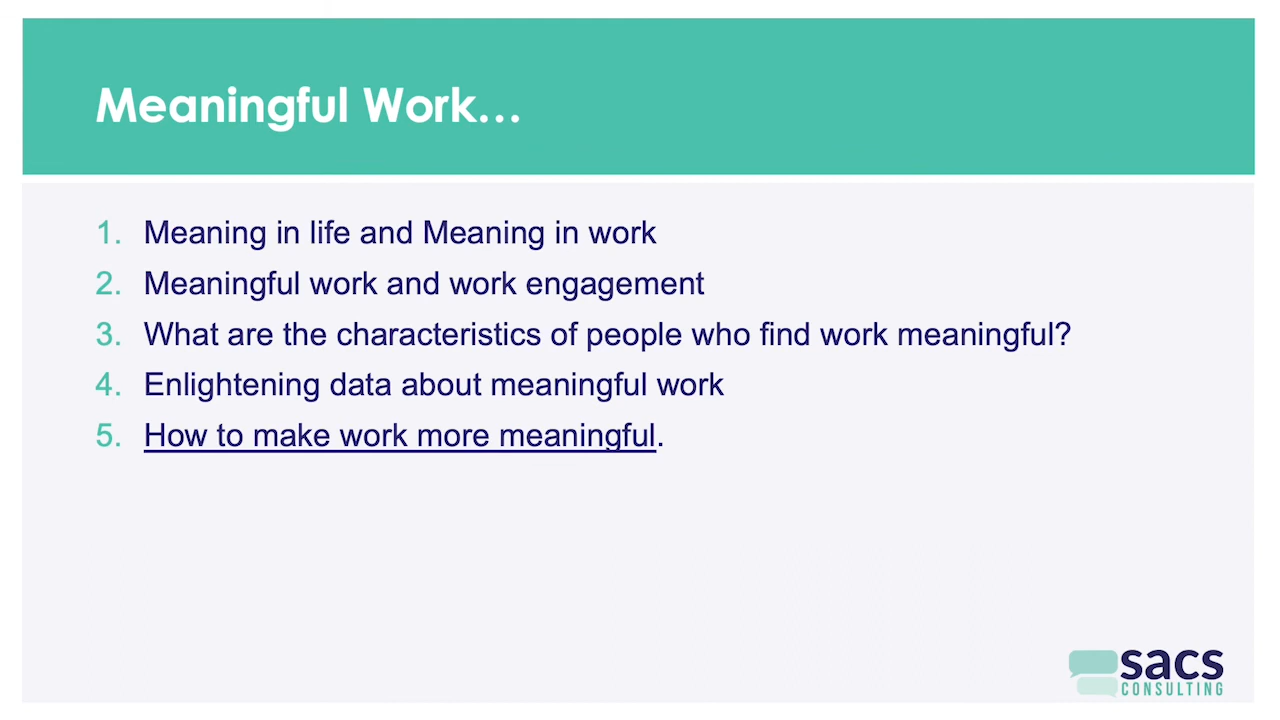 Meaningful Work…
1. Meaning in life and Meaning in work
2. Meaningful work and work engagement
3. What are the characteristics of people who find work meaningful?
4. Enlightening data about meaningful work
5. How to make work more meaningful.
sacs
CONSULTING